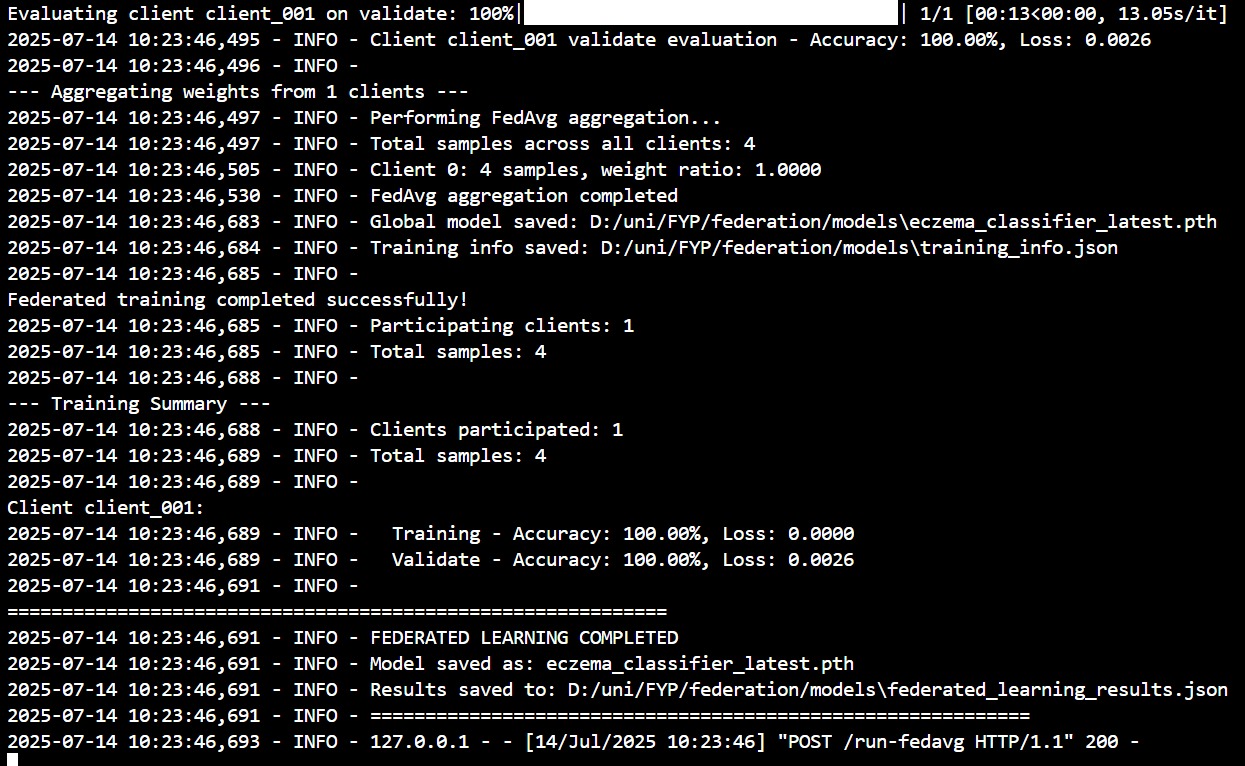 Evaluating client client_001 on validate: 100%|| 1/1 [00:13<00:00, 13.05s/it]
2025-07-14 10:23:46,495 - INFO - Client client_001 validate evaluation - Accuracy: 100.00%, Loss: 0.0026
2025-07-14 10:23:46,496 - INFO -
--- Aggregating weights from 1 clients ---
2025-07-14 10:23:46,497 - INFO - Performing FedAvg aggregation...
2025-07-14 10:23:46,497 - INFO - Total samples across all clients: 4
2025-07-14 10:23:46,505 - INFO - Client 0: 4 samples, weight ratio: 1.0000
2025-07-14 10:23:46,530 - INFO - FedAvg aggregation completed
2025-07-14 10:23:46,683 - INFO - Global model saved: D:/uni/FYP/federation/models\eczema_classifier_latest.pth
2025-07-14 10:23:46,684 - INFO - Training info saved: D:/uni/FYP/federation/models\training_info.json
2025-07-14 10:23:46,685 - INFO -
Federated training completed successfully!
2025-07-14 10:23:46,685 - INFO - Participating clients: 1
2025-07-14 10:23:46,685 - INFO - Total samples: 4
2025-07-14 10:23:46,688 - INFO -
--- Training Summary ---
2025-07-14 10:23:46,688 - INFO - Clients participated: 1
2025-07-14 10:23:46,689 - INFO - Total samples: 4
2025-07-14 10:23:46,689 - INFO -
Client client_001:
2025-07-14 10:23:46,689 - INFO -   Training - Accuracy: 100.00%, Loss: 0.0000
2025-07-14 10:23:46,689 - INFO -   Validate - Accuracy: 100.00%, Loss: 0.0026
2025-07-14 10:23:46,691 - INFO -
============================================================
2025-07-14 10:23:46,691 - INFO - FEDERATED LEARNING COMPLETED
2025-07-14 10:23:46,691 - INFO - Model saved as: eczema_classifier_latest.pth
2025-07-14 10:23:46,691 - INFO - Results saved to: D:/uni/FYP/federation/models\federated_learning_results.json
2025-07-14 10:23:46,691 - INFO - ============================================================
2025-07-14 10:23:46,693 - INFO - 127.0.0.1 - - [14/Jul/2025 10:23:46] "POST /run-fedavg HTTP/1.1" 200 -